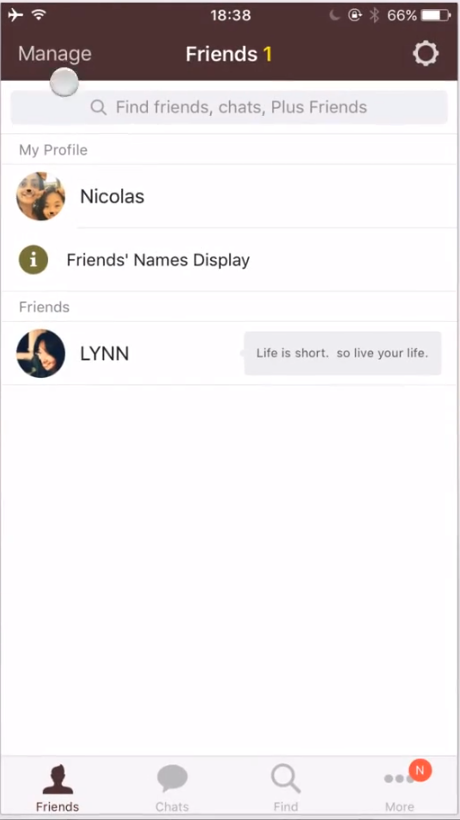 18:38 66%
Manage Friends 1
Find friends, chats, Plus Friends
My Profile
Nicolas
i Friends' Names Display
Friends
LYNN Life is short. so live your life.
N
Friends Chats Find More